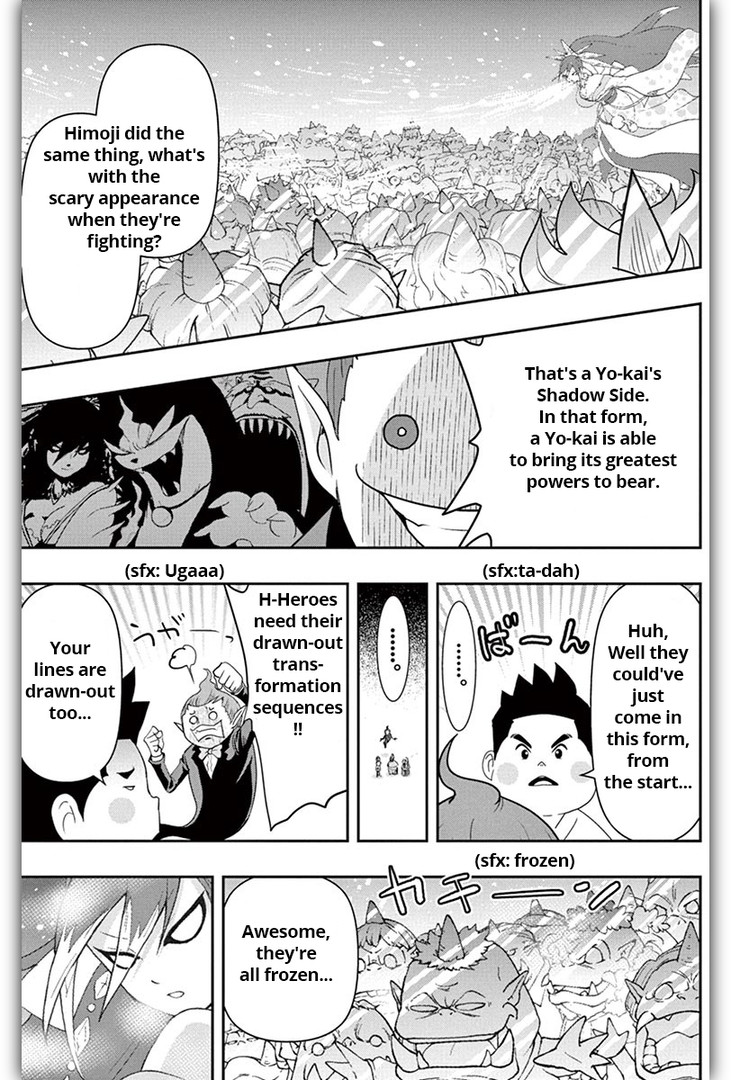 Himoji did the
same thing, what's
with the
scary appearance
when they're
fighting?
That's a Yo-kai's
Shadow Side.
In that form,
a Yo-kai is able
to bring its greatest
powers to bear.
(sfx:ta-dah)
ばーん
Huh,
Well they
could've
just
come in
this form,
from
the start...
……。
……。
(sfx: Ugaaa)
うがーーっ
H-Heroes
need their
drawn-out
trans-
formation
sequences
!!
Your
lines are
drawn-out
too...
(sfx: frozen)
カチーーン
Awesome,
they're
all frozen...